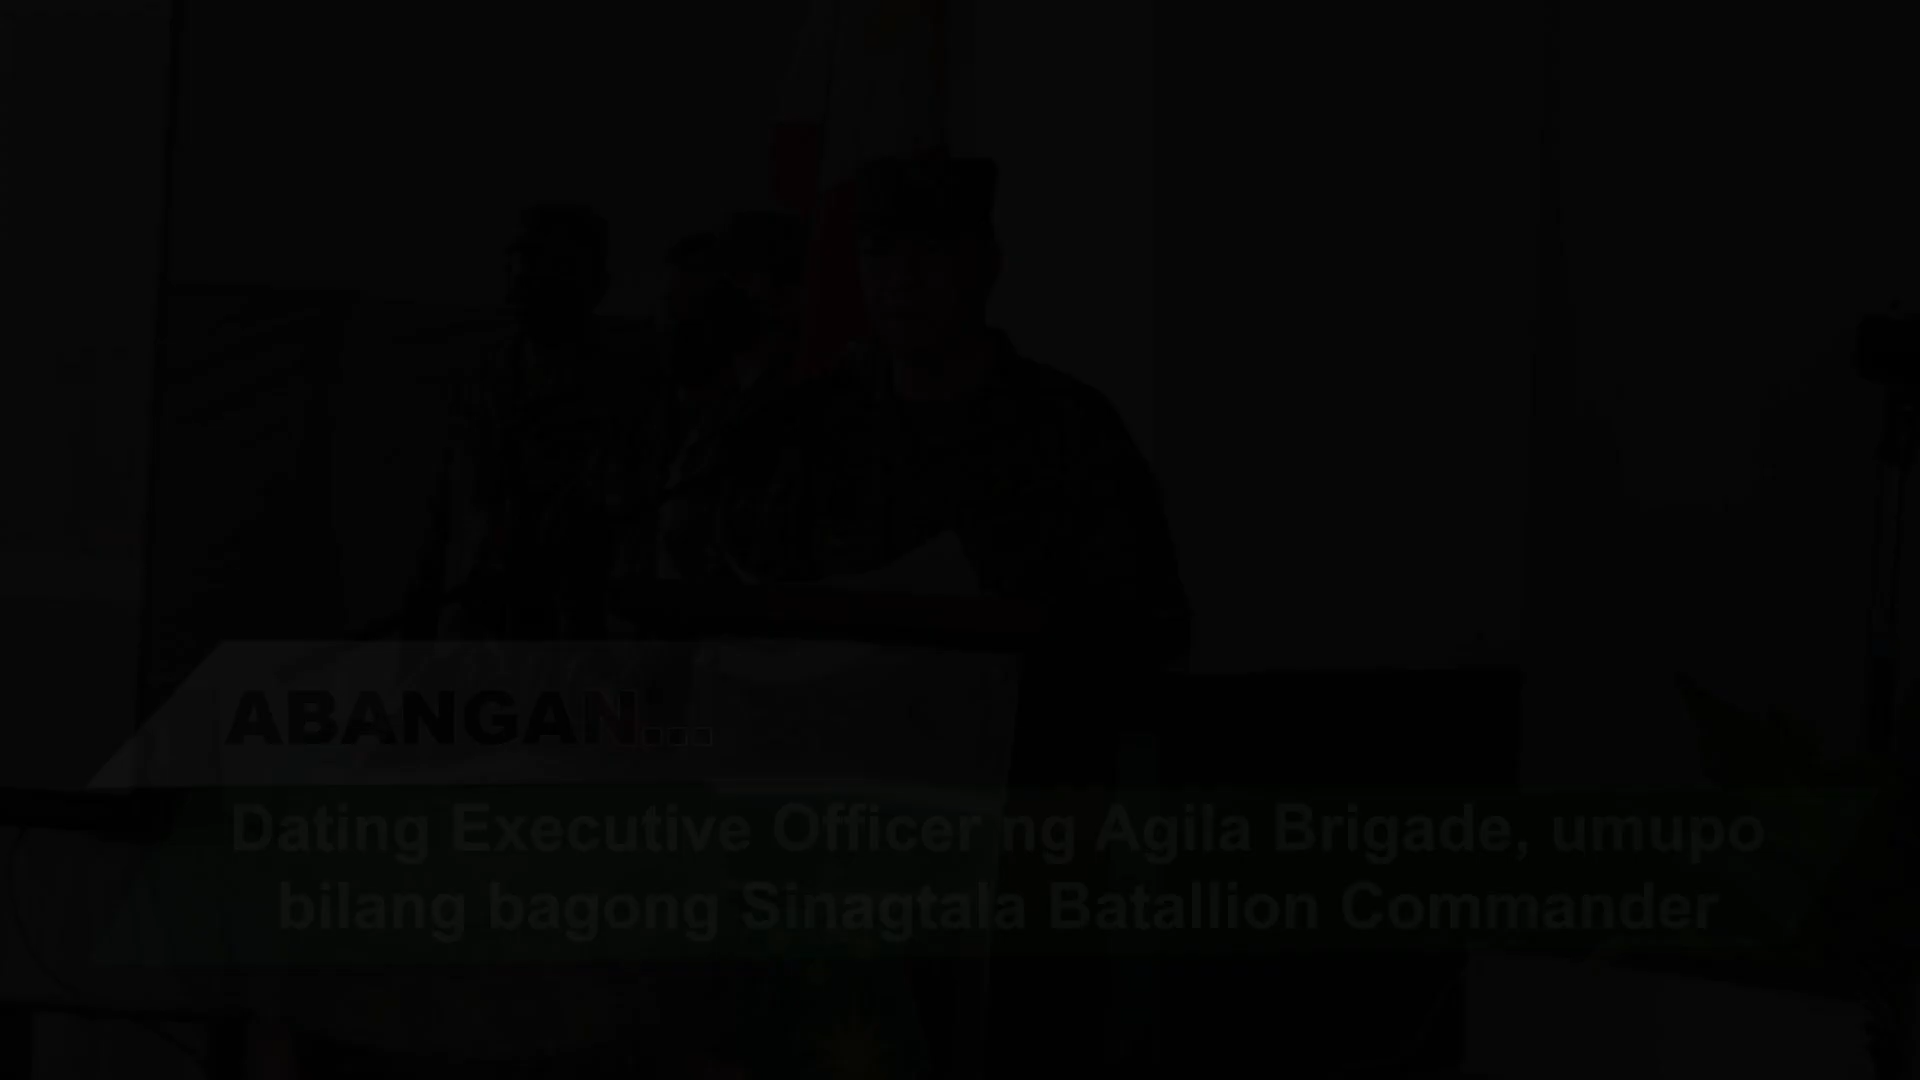 ABANGAN...
Dating Executive Officer ng Agila Brigade, umupo
bilang bagong Sinagtala Batallion Commander